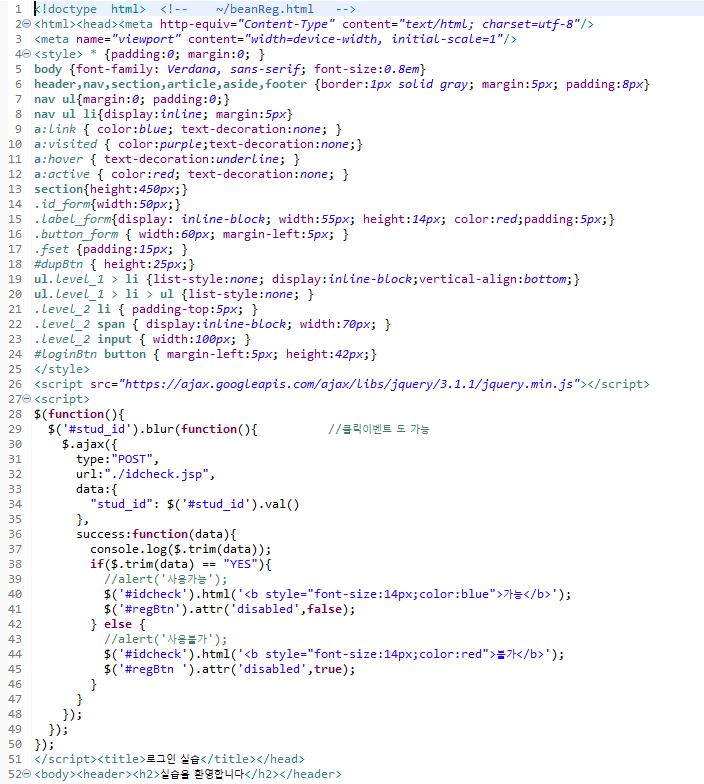 1 <!doctype  html>  <!--    ~/beanReg.html   -->
2 <html><head><meta http-equiv="Content-Type" content="text/html; charset=utf-8"/>
3 <meta name="viewport" content="width=device-width, initial-scale=1"/>
4 <style> * {padding:0; margin:0; }
5 body {font-family: Verdana, sans-serif; font-size:0.8em}
6 header,nav,section,article,aside,footer {border:1px solid gray; margin:5px; padding:8px}
7 nav ul{margin:0; padding:0;}
8 nav ul li{display:inline; margin:5px}
9 a:link { color:blue; text-decoration:none; }
10 a:visited { color:purple;text-decoration:none;}
11 a:hover { text-decoration:underline; }
12 a:active { color:red; text-decoration:none; }
13 section{height:450px;}
14 .id_form{width:50px;}
15 .label_form{display: inline-block; width:55px; height:14px; color:red;padding:5px;}
16 .button_form { width:60px; margin-left:5px; }
17 .fset {padding:15px; }
18 #dupBtn { height:25px;}
19 ul.level_1 > li {list-style:none; display:inline-block;vertical-align:bottom;}
20 ul.level_1 > li > ul {list-style:none; }
21 .level_2 li { padding-top:5px; }
22 .level_2 span { display:inline-block; width:70px; }
23 .level_2 input { width:100px; }
24 #loginBtn button { margin-left:5px; height:42px;}
25 </style>
26 <script src="https://ajax.googleapis.com/ajax/libs/jquery/3.1.1/jquery.min.js"></script>
27 <script>
28 $(function(){
29   $('#stud_id').blur(function(){          //클릭이벤트 도 가능
30     $.ajax({
31       type:"POST",
32       url:"./idcheck.jsp",
33       data:{
34         "stud_id": $('#stud_id').val()
35       },
36       success:function(data){
37         console.log($.trim(data));
38         if($.trim(data) == "YES"){
39           //alert('사용가능');
40           $('#idcheck').html('<b style="font-size:14px;color:blue">가능</b>');
41           $('#regBtn').attr('disabled',false);
42         } else {
43           //alert('사용불가');
44           $('#idcheck').html('<b style="font-size:14px;color:red">불가</b>');
45           $('#regBtn ').attr('disabled',true);
46         }
47       }
48     });
49   });
50 });
51 </script><title>로그인 실습</title></head>
52 <body><header><h2>실습을 환영합니다</h2></header>